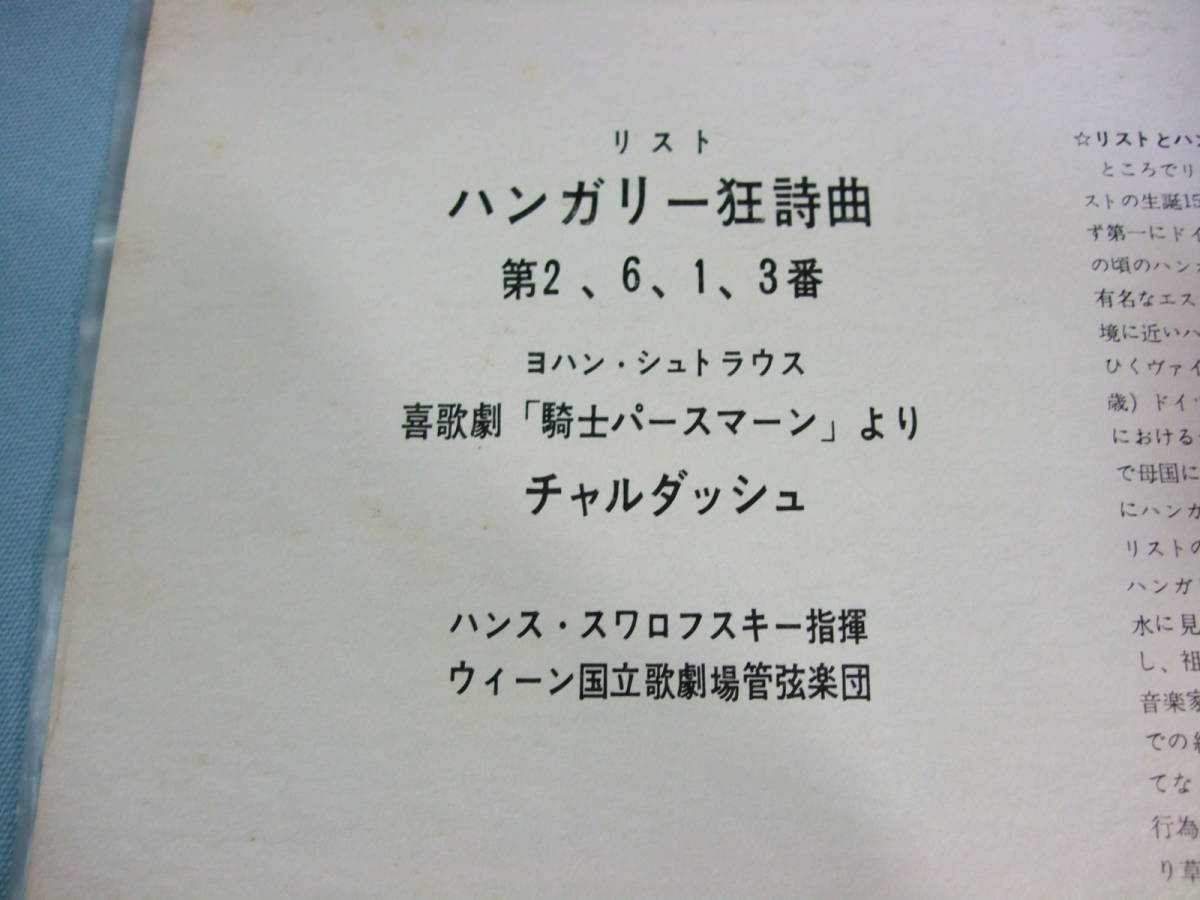 リスト
ハンガリー狂詩曲
第2、6、1、3番
ヨハン・シュトラウス
喜歌劇「騎士パースマーン」より
チャルダッシュ
ハンス・スワロフスキー指揮
ウィーン国立歌劇場管弦楽団
☆リストとハン
ところでリ
ストの生誕15
ず第一にドイ
の頃のハンガ
有名なエス
境に近いハ
ひくヴァイ
歳)ドイツ
における
で母国に
にハンガ
リストの
ハンガ
水に見
し、祖
音楽家
での
てな
行為
り草